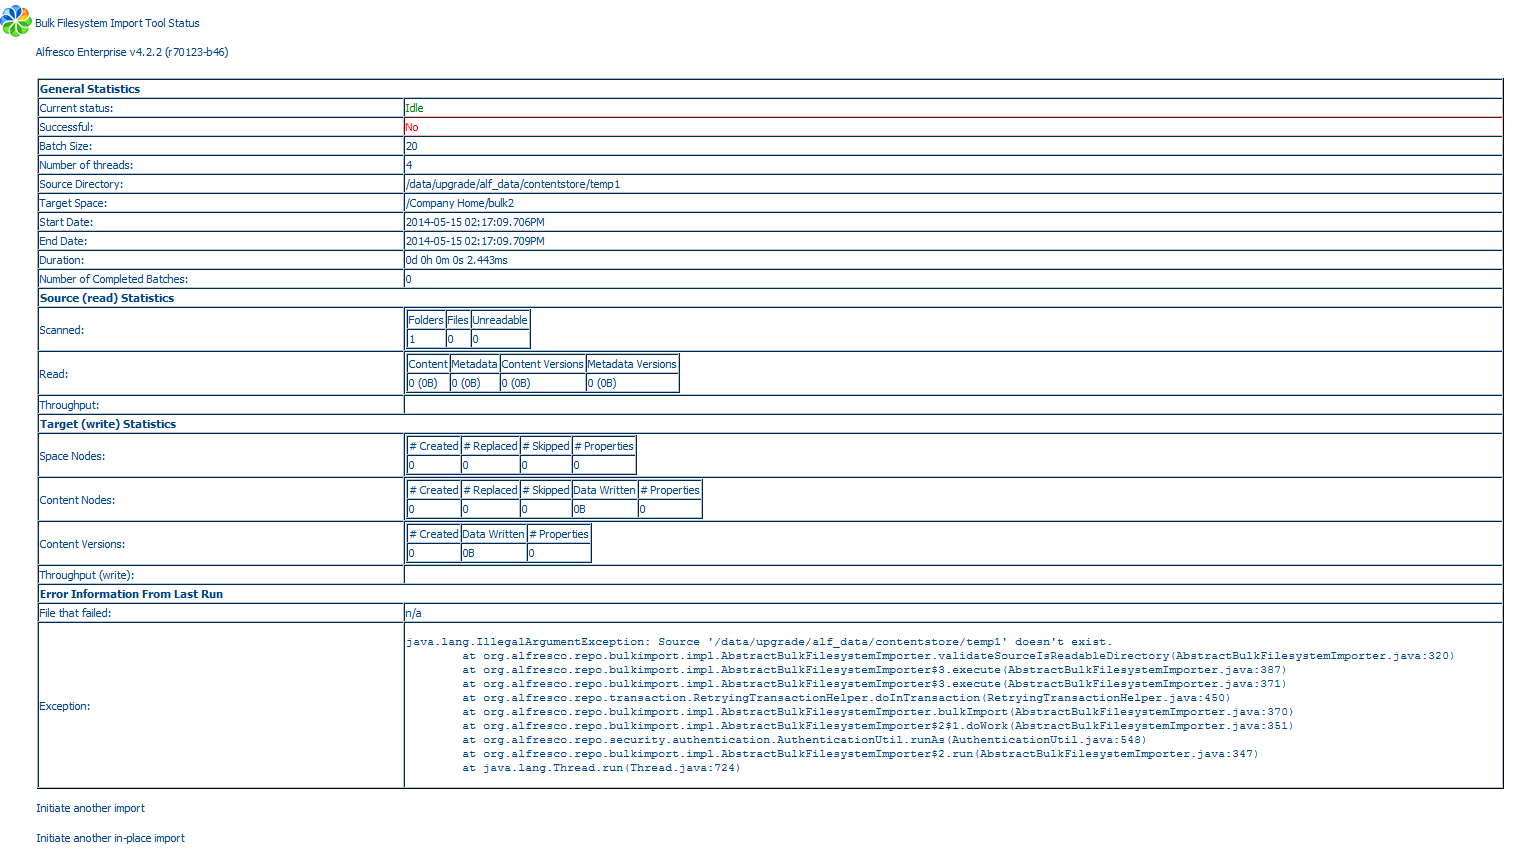 Bulk Filesystem Import Tool Status
Alfresco Enterprise v4.2.2 (r70123-b46)
General Statistics
Current status: Idle
Successful: No
Batch Size: 20
Number of threads: 4
Source Directory: /data/upgrade/alf_data/contentstore/temp1
Target Space: /Company Home/bulk2
Start Date: 2014-05-15 02:17:09.706PM
End Date: 2014-05-15 02:17:09.709PM
Duration: 0d 0h 0m 0s 2.443ms
Number of Completed Batches: 0
Source (read) Statistics
Scanned:
Folders Files Unreadable
1 0 0
Read:
Content Metadata Content Versions Metadata Versions
0 (0B) 0 (0B) 0 (0B) 0 (0B)
Throughput:
Target (write) Statistics
Space Nodes:
# Created # Replaced # Skipped # Properties
0 0 0 0
Content Nodes:
# Created # Replaced # Skipped Data Written # Properties
0 0 0 0B 0
Content Versions:
# Created Data Written # Properties
0 0B 0
Throughput (write):
Error Information From Last Run
File that failed: n/a
Exception:
java.lang.IllegalArgumentException: Source '/data/upgrade/alf_data/contentstore/temp1' doesn't exist.
at org.alfresco.repo.bulkimport.impl.AbstractBulkFilesystemImporter.validateSourceIsReadableDirectory(AbstractBulkFilesystemImporter.java:320)
at org.alfresco.repo.bulkimport.impl.AbstractBulkFilesystemImporter$3.execute(AbstractBulkFilesystemImporter.java:387)
at org.alfresco.repo.bulkimport.impl.AbstractBulkFilesystemImporter$3.execute(AbstractBulkFilesystemImporter.java:371)
at org.alfresco.repo.transaction.RetryingTransactionHelper.doInTransaction(RetryingTransactionHelper.java:450)
at org.alfresco.repo.bulkimport.impl.AbstractBulkFilesystemImporter.bulkImport(AbstractBulkFilesystemImporter.java:370)
at org.alfresco.repo.bulkimport.impl.AbstractBulkFilesystemImporter$2$1.doWork(AbstractBulkFilesystemImporter.java:351)
at org.alfresco.repo.security.authentication.AuthenticationUtil.runAs(AuthenticationUtil.java:548)
at org.alfresco.repo.bulkimport.impl.AbstractBulkFilesystemImporter$2.run(AbstractBulkFilesystemImporter.java:347)
at java.lang.Thread.run(Thread.java:724)
Initiate another import
Initiate another in-place import